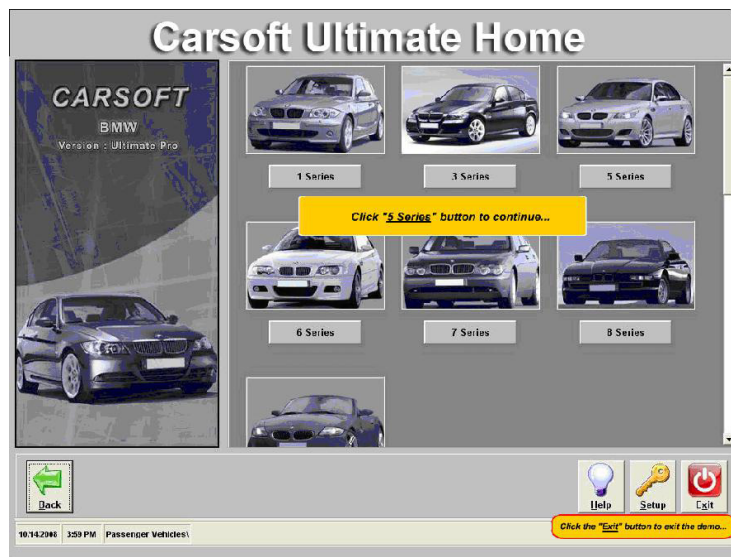 Carsoft Ultimate Home
CARSOFT
BMW
Version : Ultimate Pro
1 Series
3 Series
5 Series
Click "5 Series" button to continue...
6 Series
7 Series
8 Series
Back
Help
Setup
Exit
Click the "Exit" button to exit the demo...
10.14.2008
3:59 PM
Passenger Vehicles\